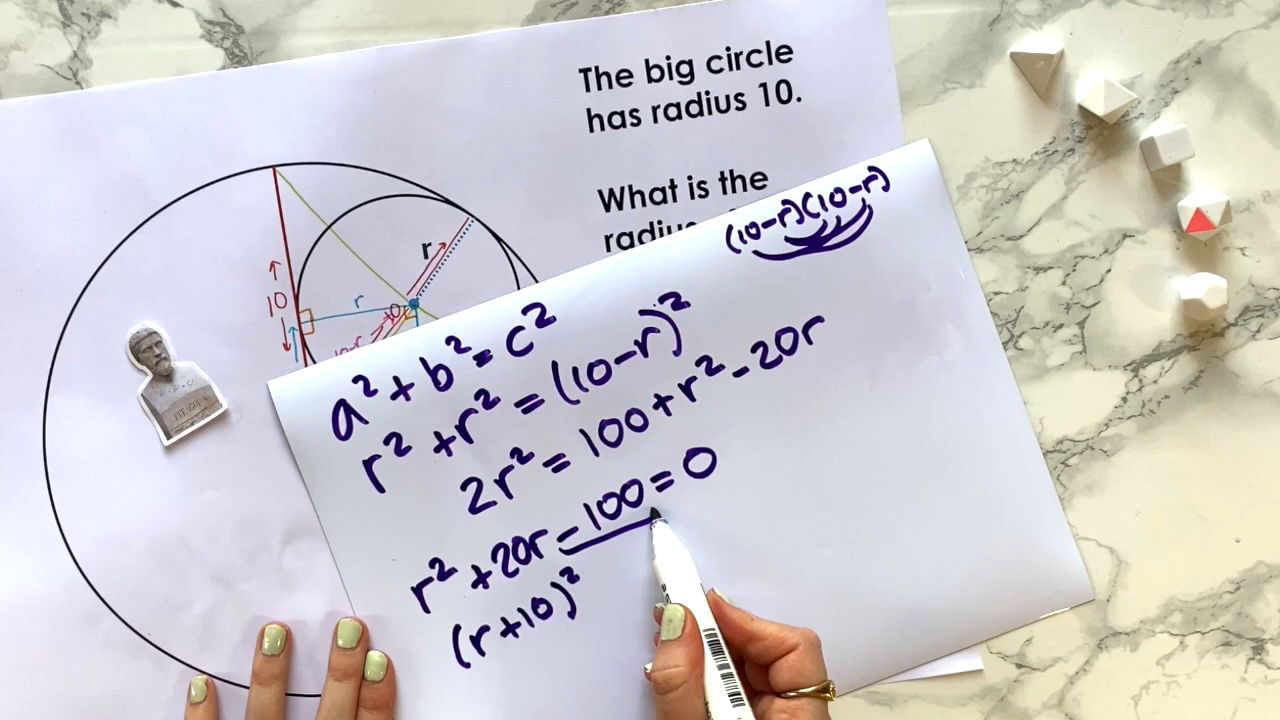 The big circle
has radius 10.
What is the
(10-r)(10-r)
r
10
r
a² + b² = c²
r² + r² = (10-r)²
2r² = 100 + r² - 20r
r² + 20r - 100 = 0
(r+10)²